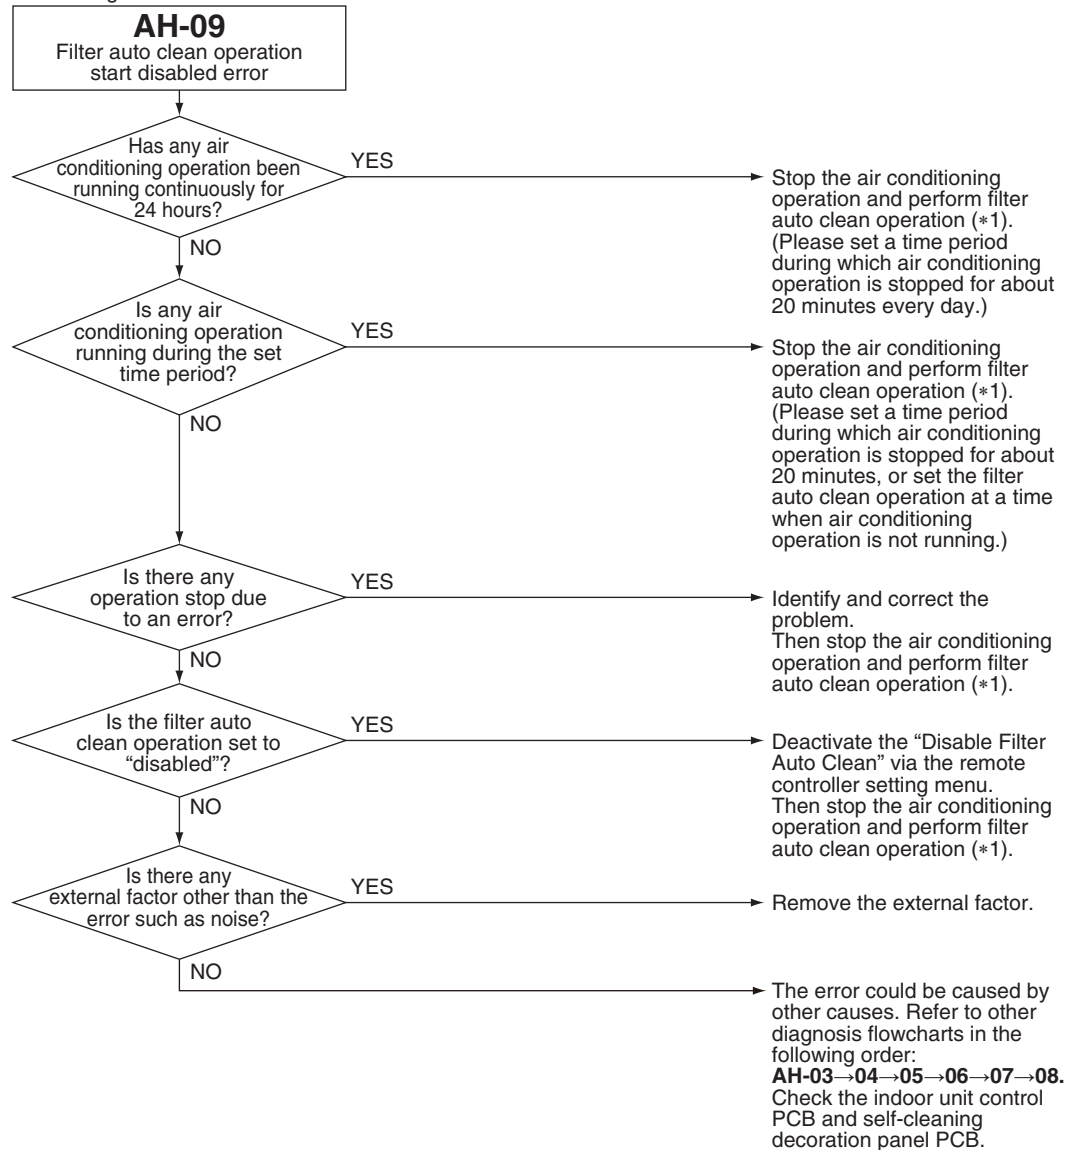 AH-09
Filter auto clean operation
start disabled error
Has any air
conditioning operation been
running continuously for
24 hours?
YES
Stop the air conditioning
operation and perform filter
auto clean operation (*1).
(Please set a time period
during which air conditioning
operation is stopped for about
20 minutes every day.)
NO
Is any air
conditioning operation
running during the set
time period?
YES
Stop the air conditioning
operation and perform filter
auto clean operation (*1).
(Please set a time period
during which air conditioning
operation is stopped for about
20 minutes, or set the filter
auto clean operation at a time
when air conditioning
operation is not running.)
NO
Is there any
operation stop due
to an error?
YES
Identify and correct the
problem.
Then stop the air conditioning
operation and perform filter
auto clean operation (*1).
NO
Is the filter auto
clean operation set to
“disabled”?
YES
Deactivate the “Disable Filter
Auto Clean” via the remote
controller setting menu.
Then stop the air conditioning
operation and perform filter
auto clean operation (*1).
NO
Is there any
external factor other than the
error such as noise?
YES
Remove the external factor.
NO
The error could be caused by
other causes. Refer to other
diagnosis flowcharts in the
following order:
AH-03→04→05→06→07→08.
Check the indoor unit control
PCB and self-cleaning
decoration panel PCB.